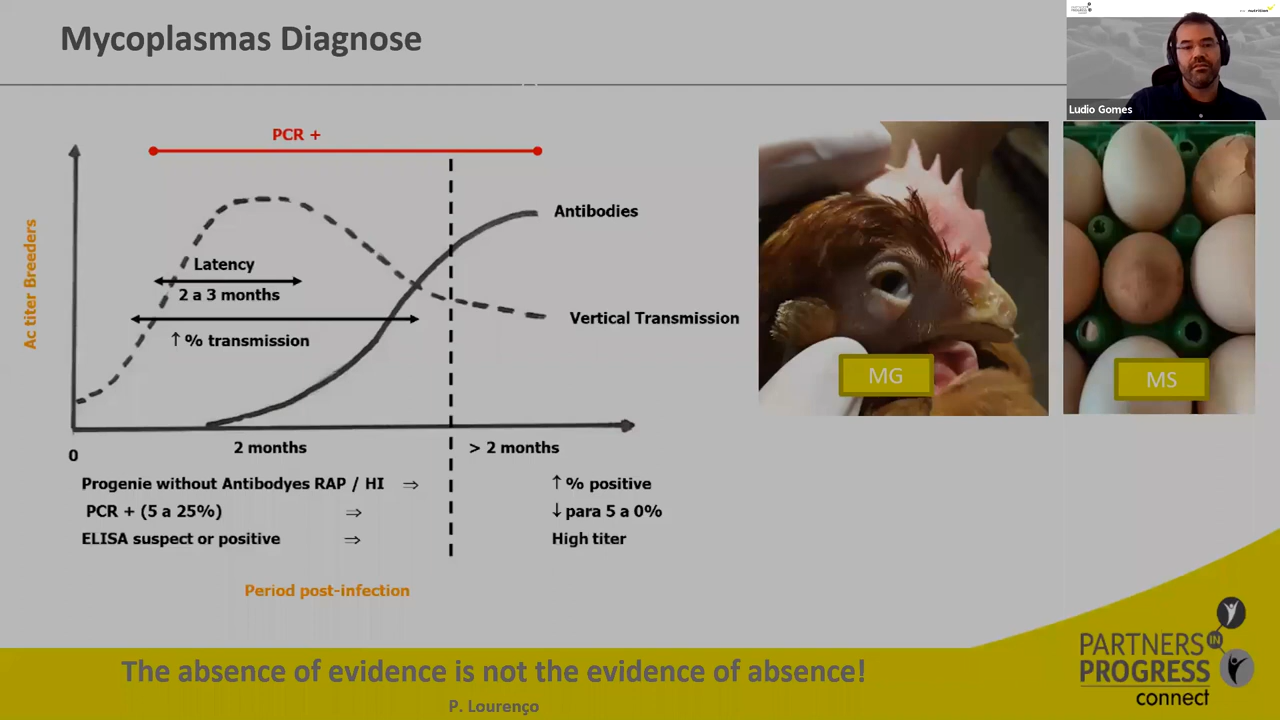 Mycoplasmas Diagnose
nutrition
Ludio Gomes
PCR +
Ac titer Breeders
Antibodies
Latency
2 a 3 months
Vertical Transmission
↑ % transmission
MG
MS
0
2 months
> 2 months
Progenie without Antibodyes RAP / HI ⇒
↑ % positive
PCR + (5 a 25%) ⇒
↓ para 5 a 0%
ELISA suspect or positive ⇒
High titer
Period post-infection
The absence of evidence is not the evidence of absence!
P. Lourenço
PARTNERS IN
PROGRESS
connect